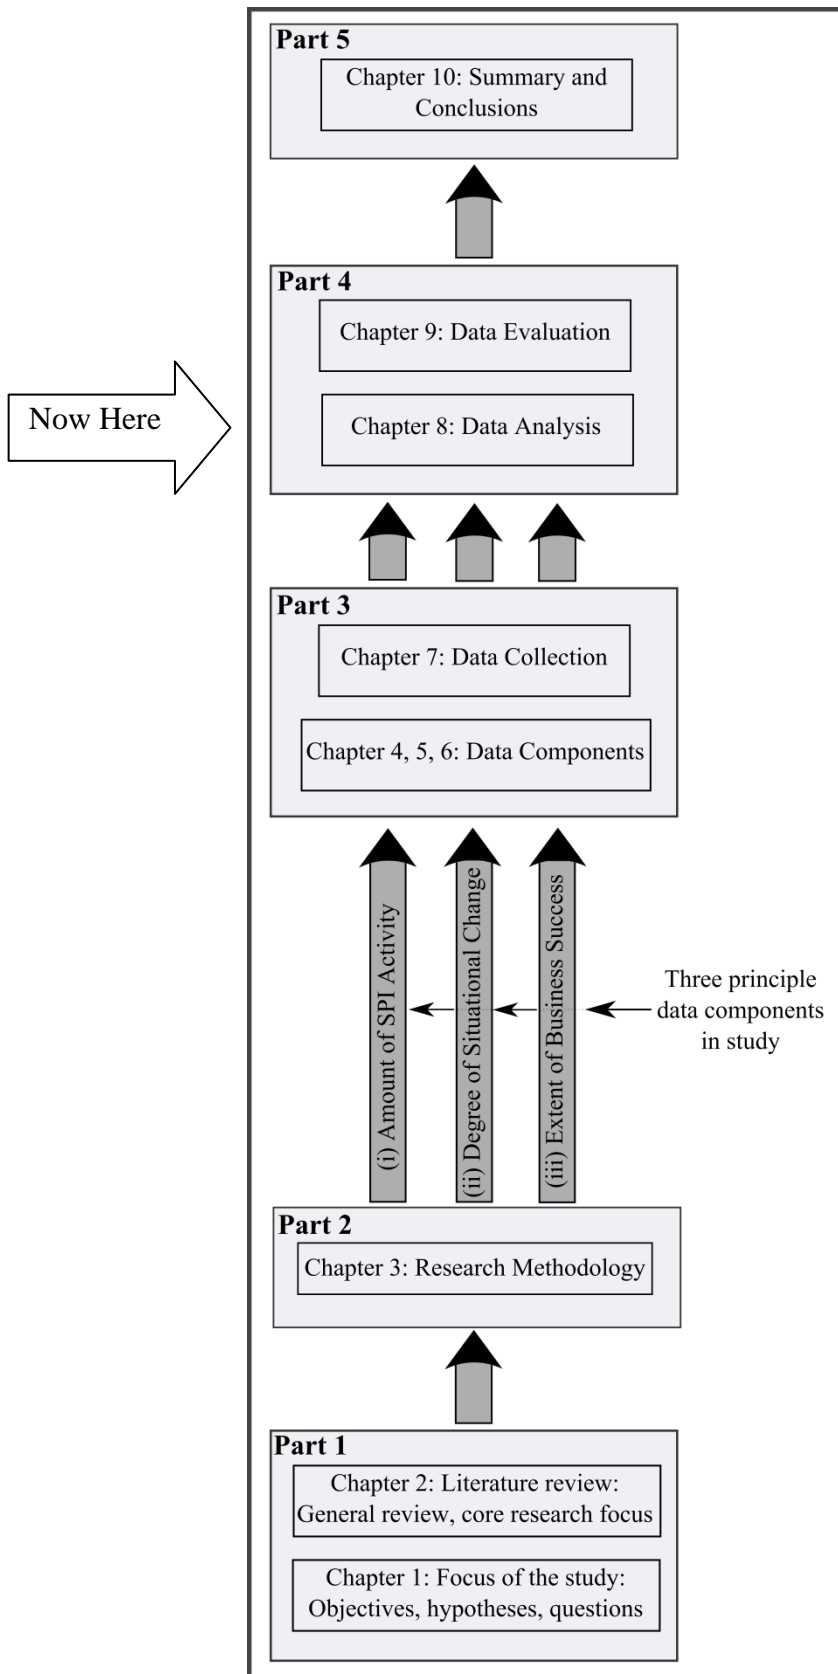 Part 5
Chapter 10: Summary and
Conclusions
Part 4
Chapter 9: Data Evaluation
Now Here
Chapter 8: Data Analysis
Part 3
Chapter 7: Data Collection
Chapter 4, 5, 6: Data Components
(i) Amount of SPI Activity
(ii) Degree of Situational Change
(iii) Extent of Business Success
Three principle
data components
in study
Part 2
Chapter 3: Research Methodology
Part 1
Chapter 2: Literature review:
General review, core research focus
Chapter 1: Focus of the study:
Objectives, hypotheses, questions